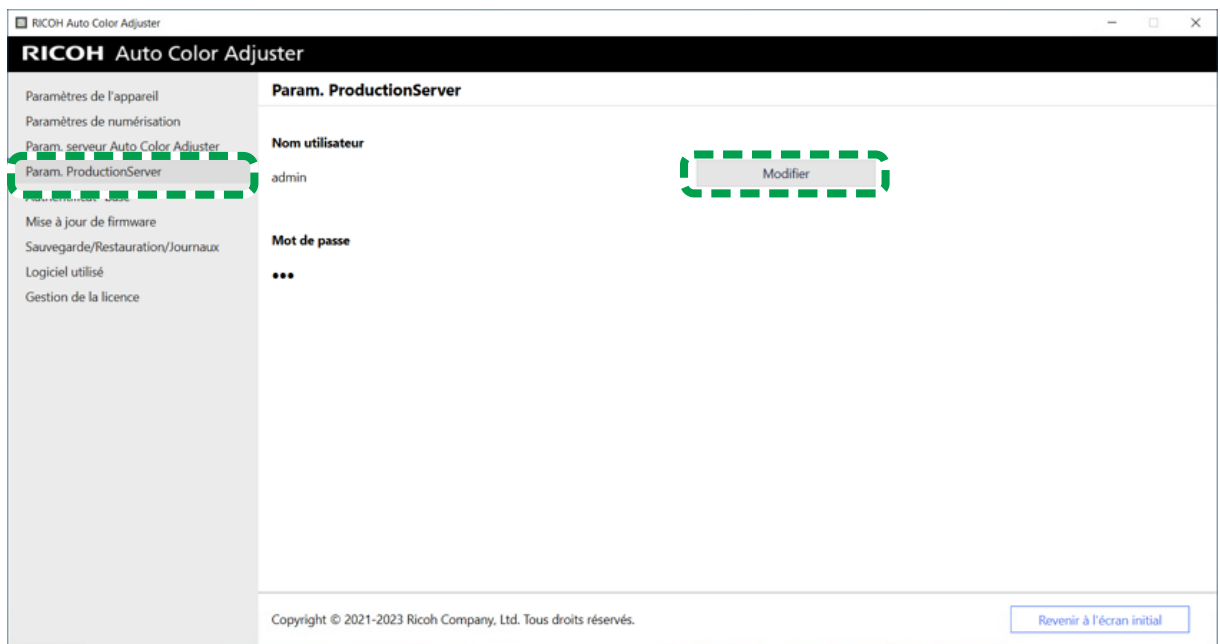 RICOH Auto Color Adjuster
RICOH Auto Color Adjuster
Paramètres de l'appareil
Paramètres de numérisation
Param. serveur Auto Color Adjuster
Param. ProductionServer
Mise à jour de firmware
Sauvegarde/Restauration/Journaux
Logiciel utilisé
Gestion de la licence
Param. ProductionServer
Nom utilisateur
admin
Modifier
Mot de passe
•••
Copyright © 2021-2023 Ricoh Company, Ltd. Tous droits réservés.
Revenir à l'écran initial